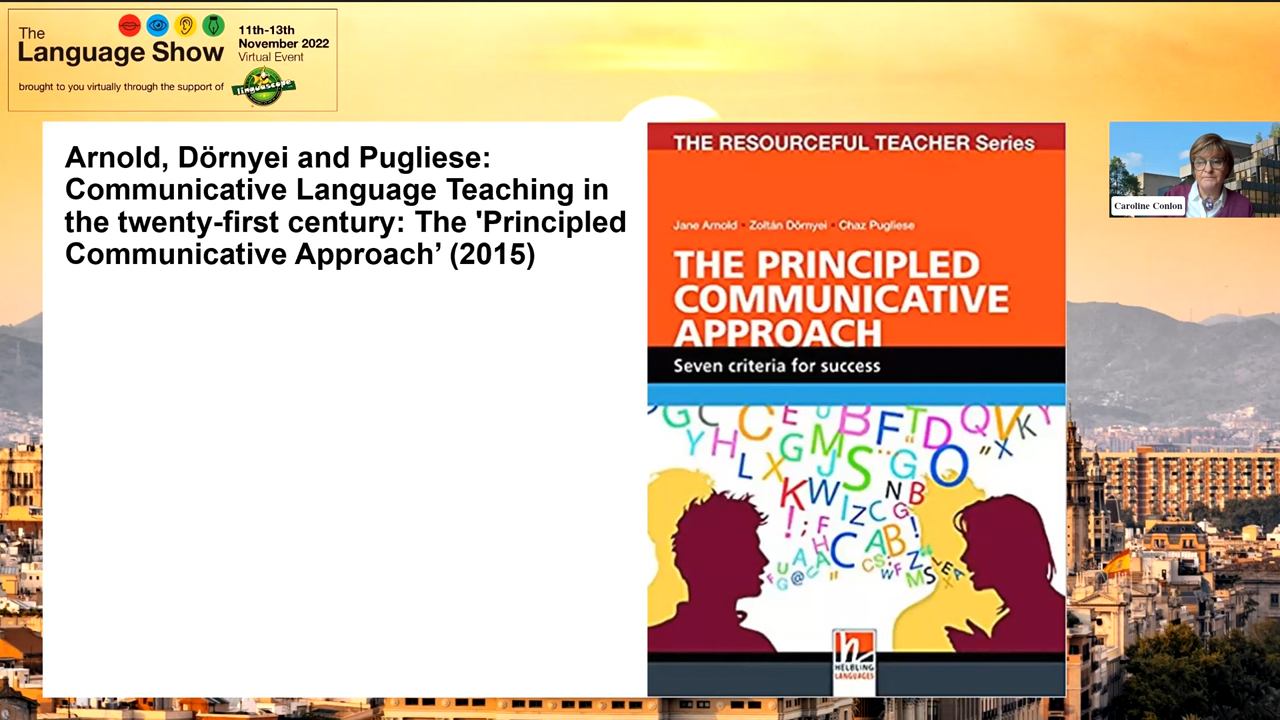 The
Language Show
11th-13th
November 2022
Virtual Event
brought to you virtually through the support of
linguascope
Arnold, Dörnyei and Pugliese:
Communicative Language Teaching in
the twenty-first century: The 'Principled
Communicative Approach’ (2015)
THE RESOURCEFUL TEACHER Series
Jane Arnold • Zoltán Dörnyei • Chaz Pugliese
THE PRINCIPLED
COMMUNICATIVE
APPROACH
Seven criteria for success
HELBLING
LANGUAGES
Caroline Conlon